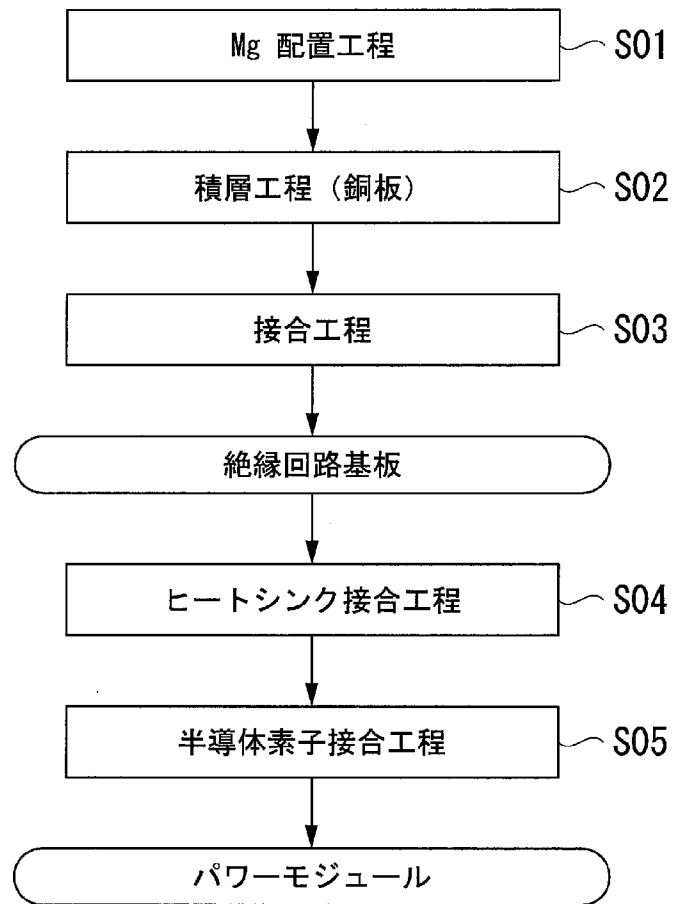 Mg 配置工程 S01
積層工程（銅板） S02
接合工程 S03
絶縁回路基板
ヒートシンク接合工程 S04
半導体素子接合工程 S05
パワーモジュール